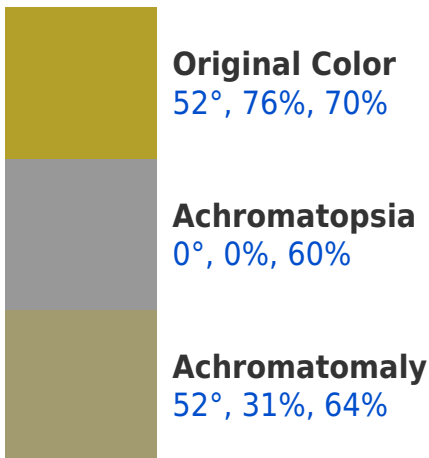 Original Color
52°, 76%, 70%
Achromatopsia
0°, 0%, 60%
Achromatomaly
52°, 31%, 64%